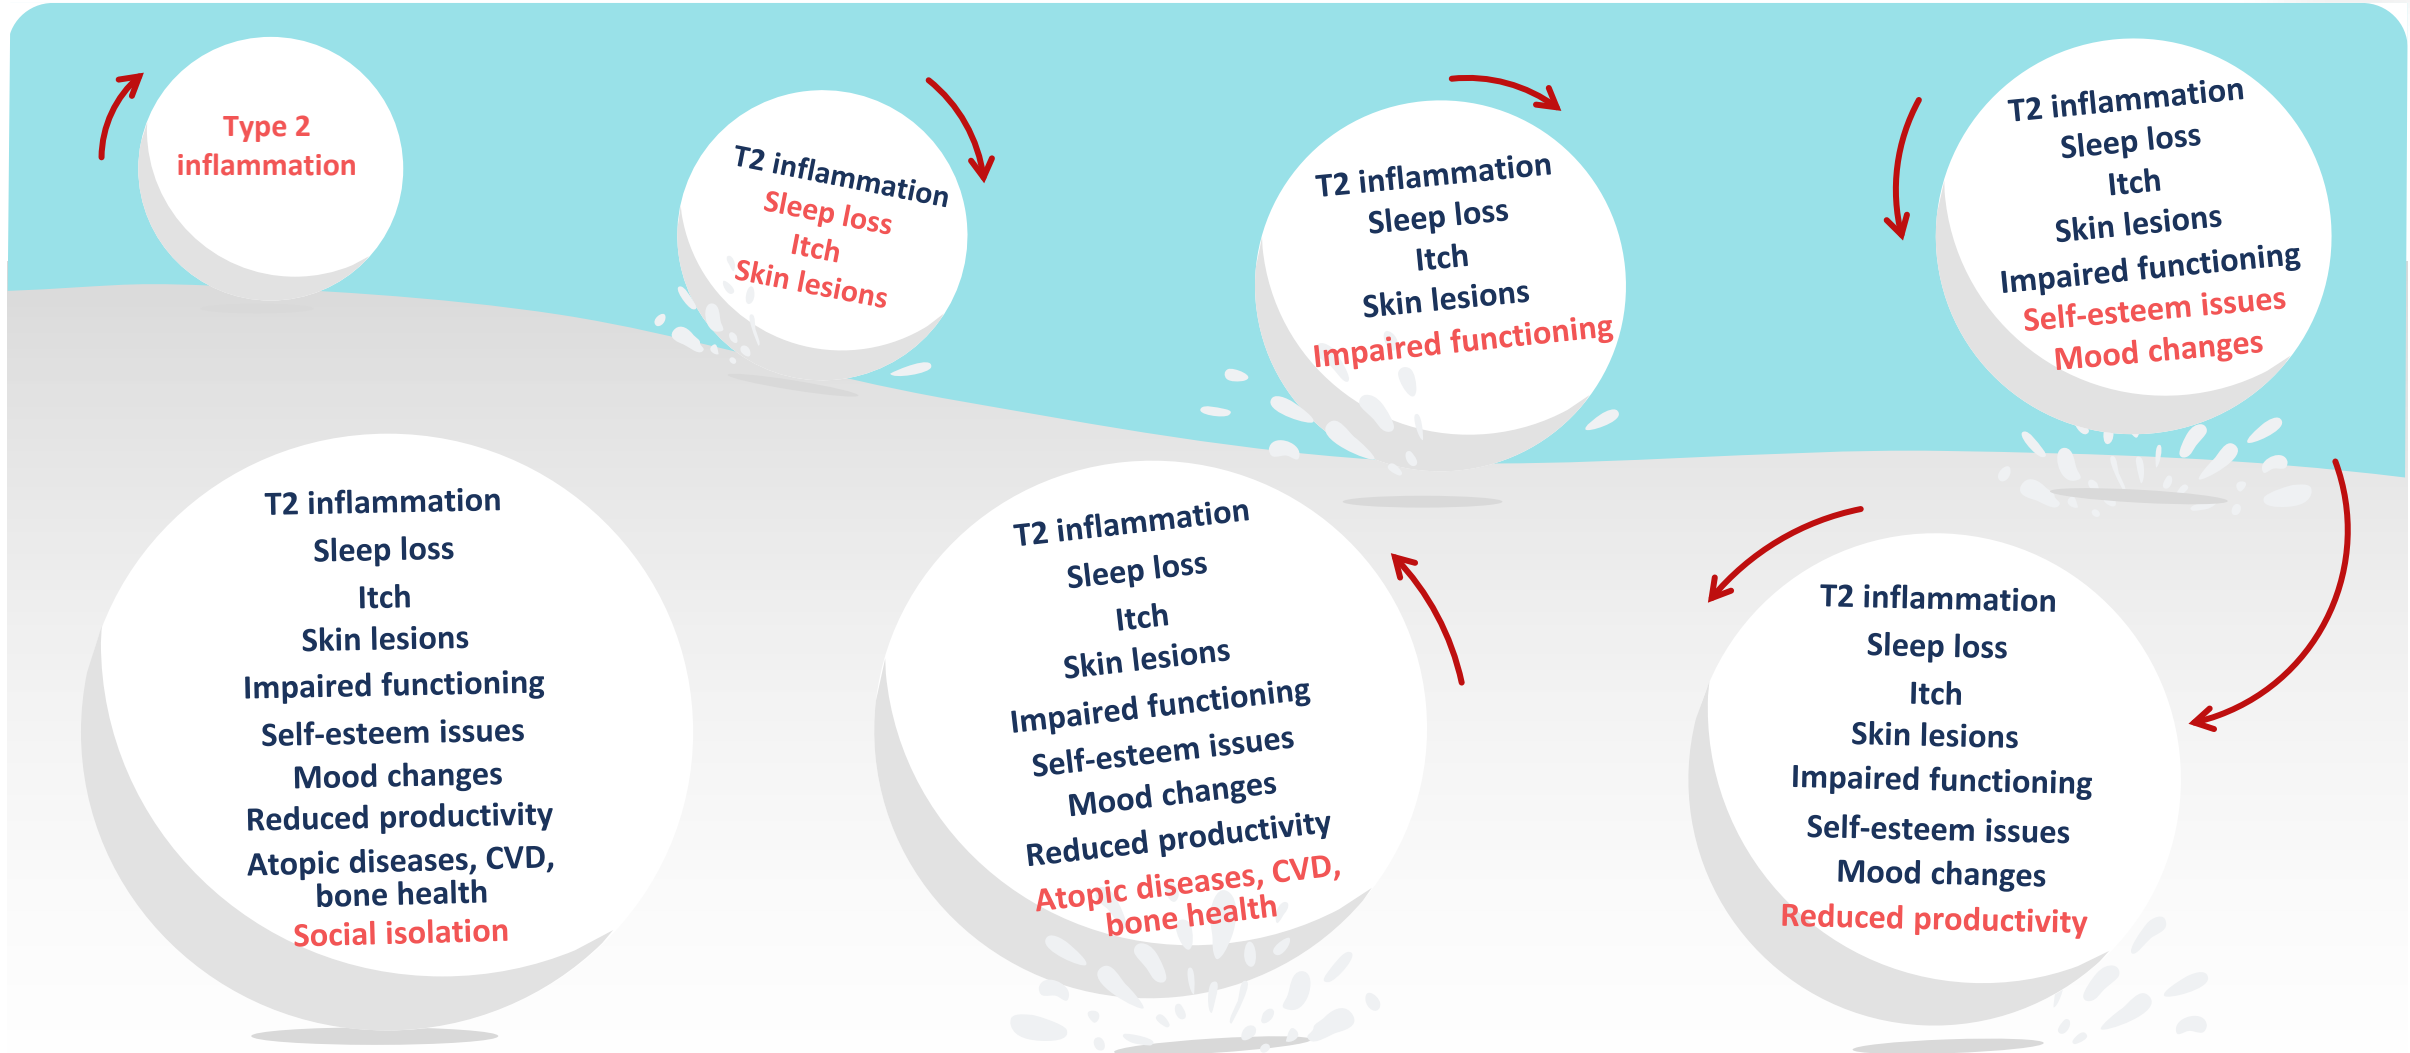 Type 2
inflammation
T2 inflammation
Sleep loss
Itch
Skin lesions
T2 inflammation
Sleep loss
Itch
Skin lesions
Impaired functioning
T2 inflammation
Sleep loss
Itch
Skin lesions
Impaired functioning
Self-esteem issues
Mood changes
T2 inflammation
Sleep loss
Itch
Skin lesions
Impaired functioning
Self-esteem issues
Mood changes
Reduced productivity
T2 inflammation
Sleep loss
Itch
Skin lesions
Impaired functioning
Self-esteem issues
Mood changes
Reduced productivity
Atopic diseases, CVD,
bone health
T2 inflammation
Sleep loss
Itch
Skin lesions
Impaired functioning
Self-esteem issues
Mood changes
Reduced productivity
Atopic diseases, CVD,
bone health
Social isolation